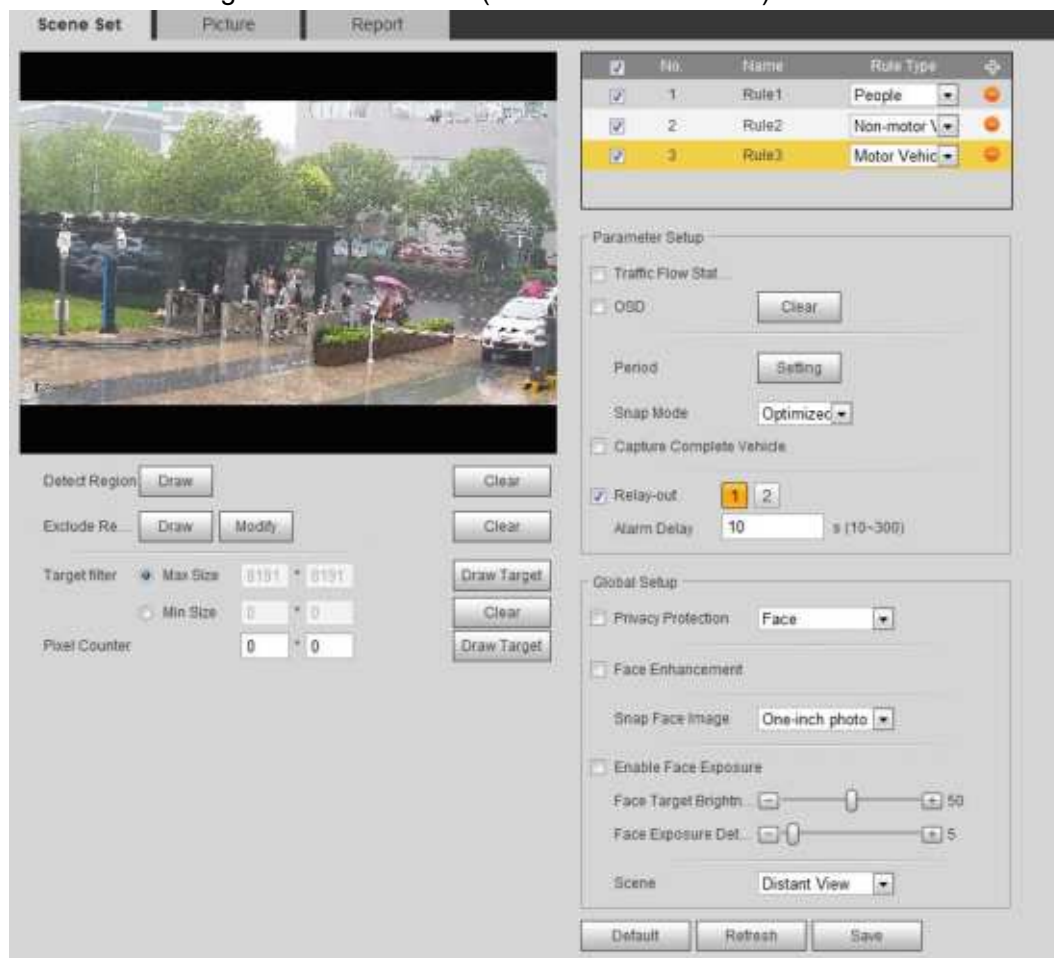 Scene Set Picture Report
No. Name Rule Type
1 Rule1 People
2 Rule2 Non-motor V
3 Rule3 Motor Vehic
Parameter Setup
Traffic Flow Stat...
OSD Clear
Period Setting
Snap Mode Optimized
Capture Complete Vehicle
Relay-out 1 2
Alarm Delay 10 s (10~300)
Detect Region Draw Clear
Exclude Re... Draw Modify Clear
Target filter Max Size 8191 * 8191 Draw Target
Min Size 0 * 0 Clear
Pixel Counter 0 * 0 Draw Target
Global Setup
Privacy Protection Face
Face Enhancement
Snap Face Image One-inch photo
Enable Face Exposure
Face Target Brightn... 50
Face Exposure Det... 5
Scene Distant View
Default Refresh Save